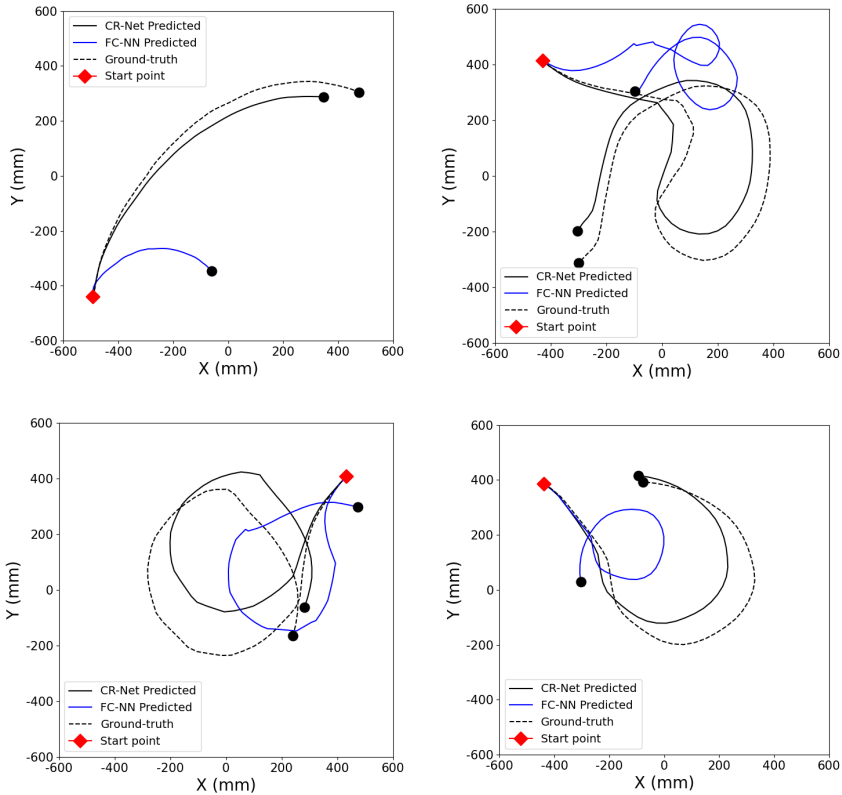 600
400
200
0
-200
-400
-600
Y (mm)
CR-Net Predicted
FC-NN Predicted
Ground-truth
Start point
-600 -400 -200 0 200 400 600
X (mm)
600
400
200
0
-200
-400
-600
Y (mm)
CR-Net Predicted
FC-NN Predicted
Ground-truth
Start point
-600 -400 -200 0 200 400 600
X (mm)
600
400
200
0
-200
-400
-600
Y (mm)
CR-Net Predicted
FC-NN Predicted
Ground-truth
Start point
-600 -400 -200 0 200 400 600
X (mm)
600
400
200
0
-200
-400
-600
Y (mm)
CR-Net Predicted
FC-NN Predicted
Ground-truth
Start point
-600 -400 -200 0 200 400 600
X (mm)